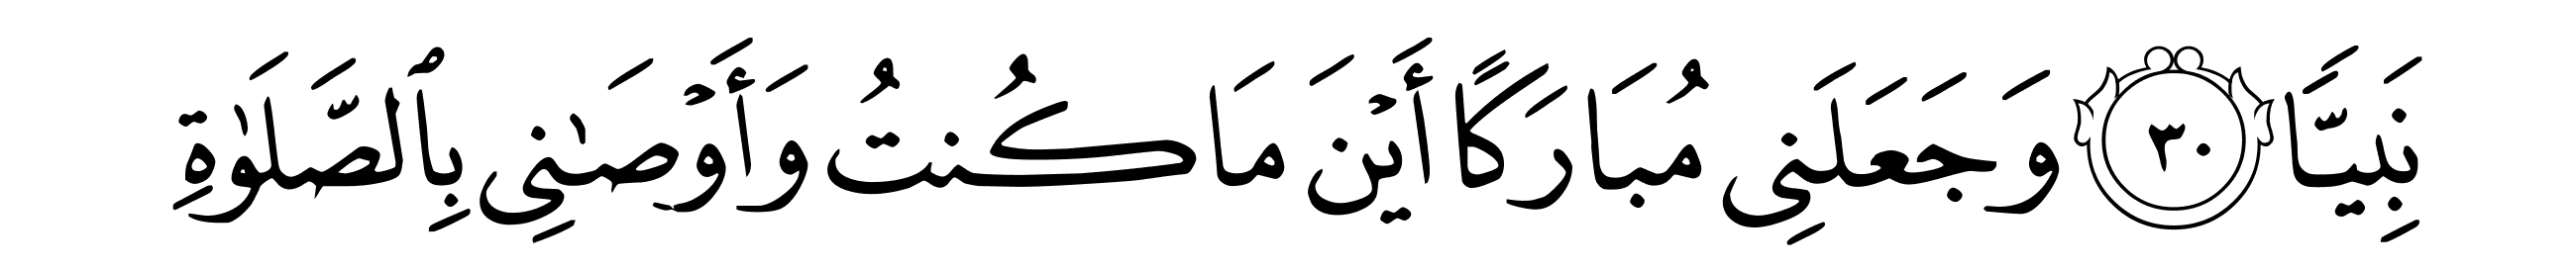 نَبِيًّا ٣٠ وَجَعَلَنِى مُبَارَكًا أَيْنَ مَا كُنتُ وَأَوْصَـٰنِى بِٱلصَّلَوٰةِ